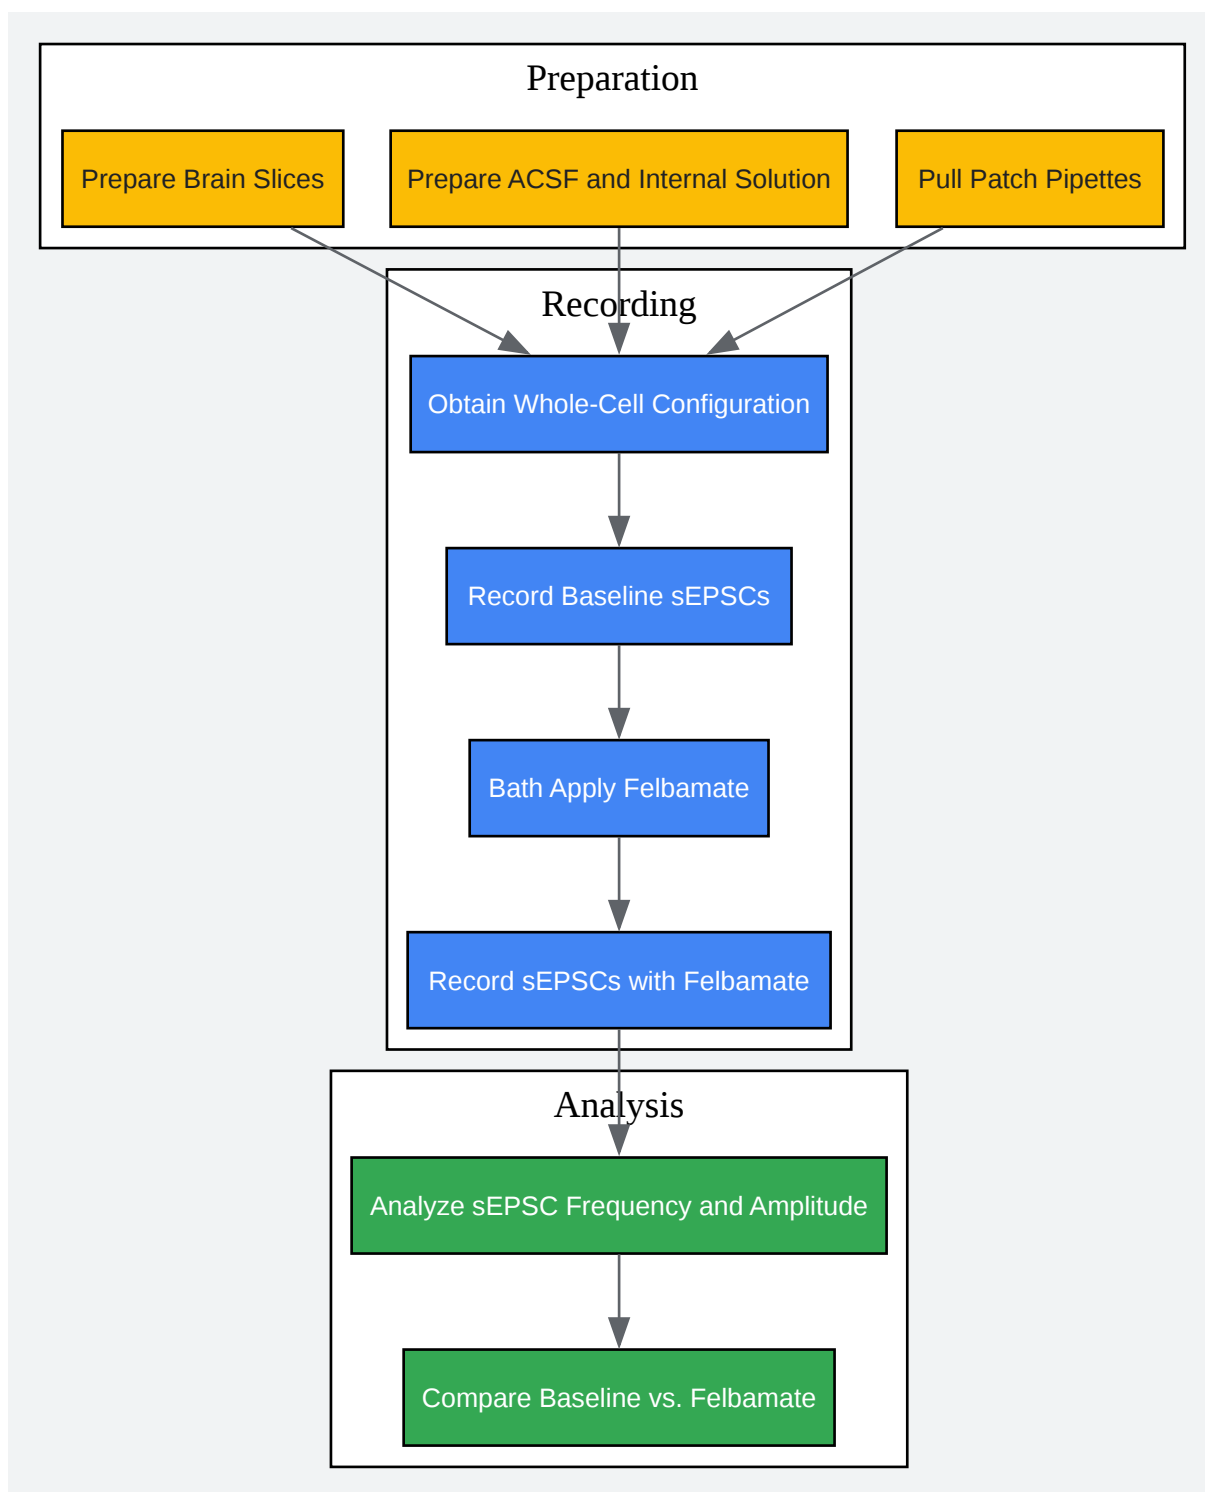 Preparation
Prepare Brain Slices
Prepare ACSF and Internal Solution
Pull Patch Pipettes
Recording
Obtain Whole-Cell Configuration
Record Baseline sEPSCs
Bath Apply Felbamate
Record sEPSCs with Felbamate
Analysis
Analyze sEPSC Frequency and Amplitude
Compare Baseline vs. Felbamate